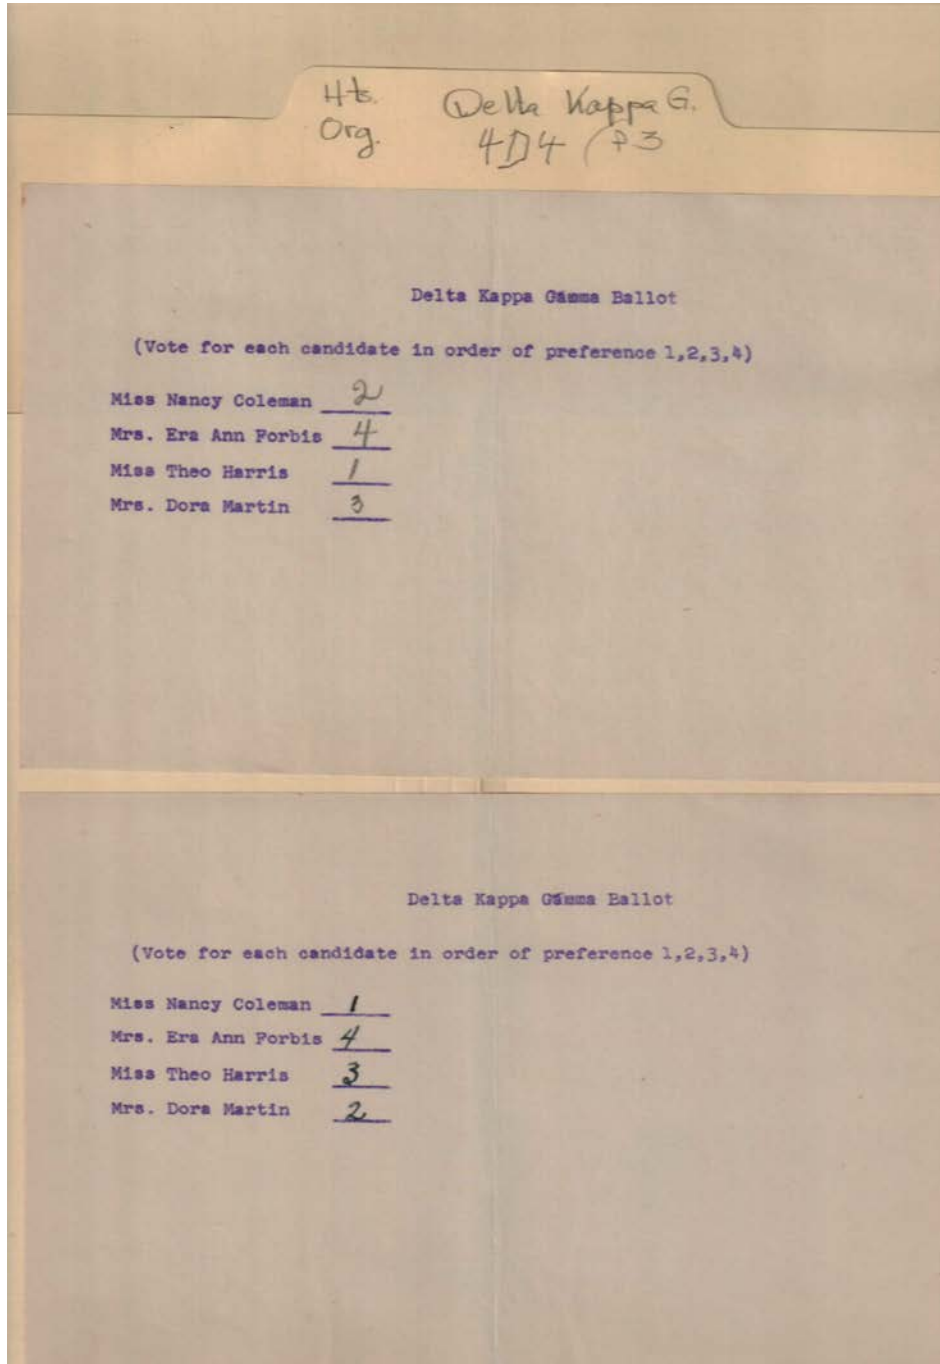 Hts. Delta Kappa G.
Org. 4D4 (P3
Delta Kappa Gamma Ballot
(Vote for each candidate in order of preference 1,2,3,4)
Miss Nancy Coleman 2
Mrs. Era Ann Forbis 4
Miss Theo Harris 1
Mrs. Dora Martin 3
Delta Kappa Gamma Ballot
(Vote for each candidate in order of preference 1,2,3,4)
Miss Nancy Coleman 1
Mrs. Era Ann Forbis 4
Miss Theo Harris 3
Mrs. Dora Martin 2